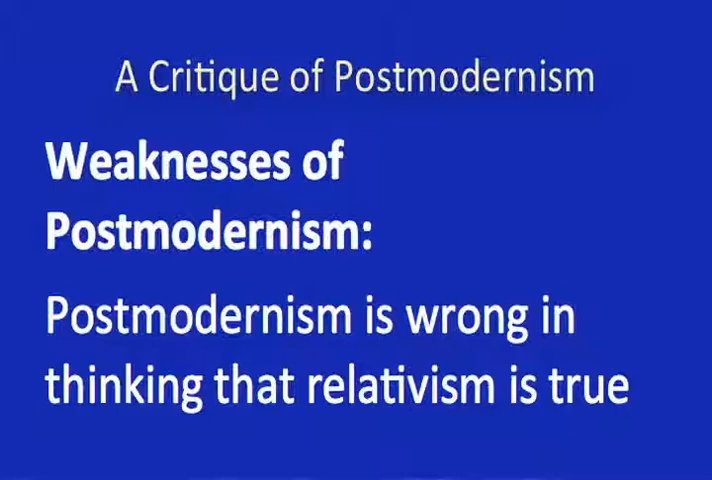 A Critique of Postmodernism
Weaknesses of
Postmodernism:
Postmodernism is wrong in
thinking that relativism is true